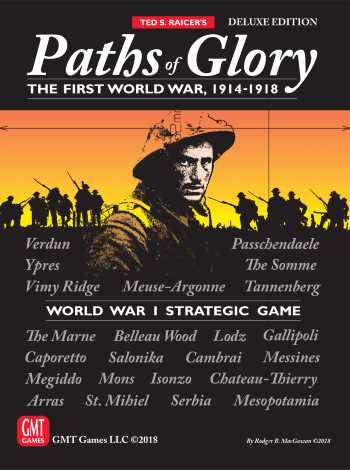 TED S. RAICER'S DELUXE EDITION
Paths of Glory
THE FIRST WORLD WAR, 1914-1918
Verdun Passchendaele
Ypres The Somme
Vimy Ridge Meuse-Argonne Tannenberg
WORLD WAR I STRATEGIC GAME
The Marne Belleau Wood Lodz Gallipoli
Caporetto Salonika Cambrai Messines
Megiddo Mons Isonzo Chateau-Thierry
Arras St. Mihiel Serbia Mesopotamia
GMT GAMES GMT Games LLC ©2018 By Rodger B. MacGowan ©2018